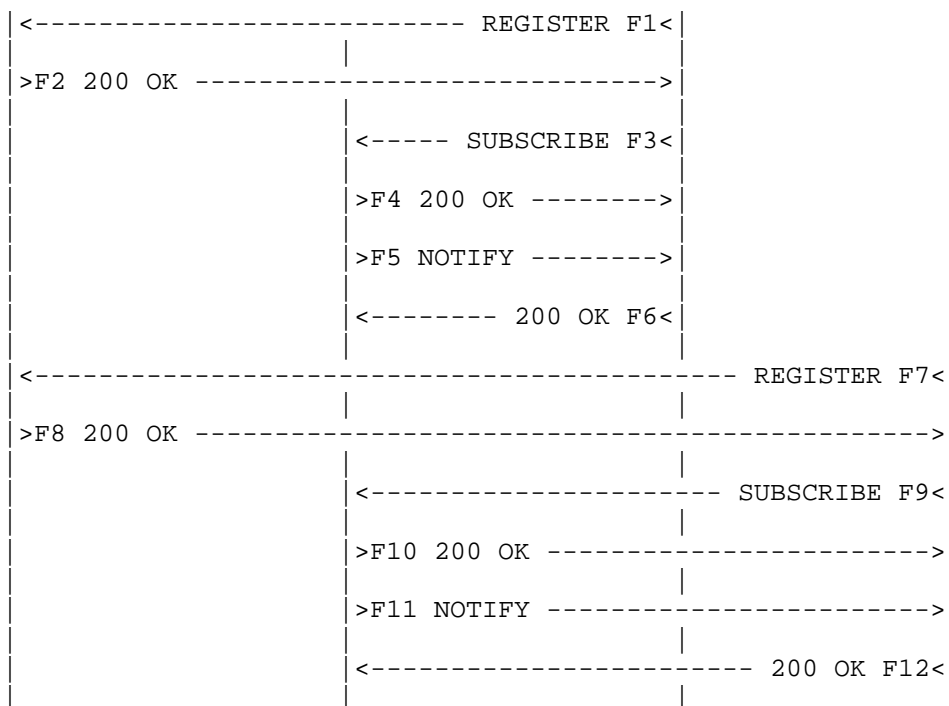 |<--------------------------- REGISTER F1<|
|>F2 200 OK ----------------------------->|
|<----- SUBSCRIBE F3<|
|>F4 200 OK -------->|
|>F5 NOTIFY -------->|
|<-------- 200 OK F6<|
|<-------------------------------------------- REGISTER F7<
|>F8 200 OK ---------------------------------------------->
|<---------------------- SUBSCRIBE F9<
|>F10 200 OK ------------------------>
|>F11 NOTIFY ------------------------>
|<------------------------ 200 OK F12<